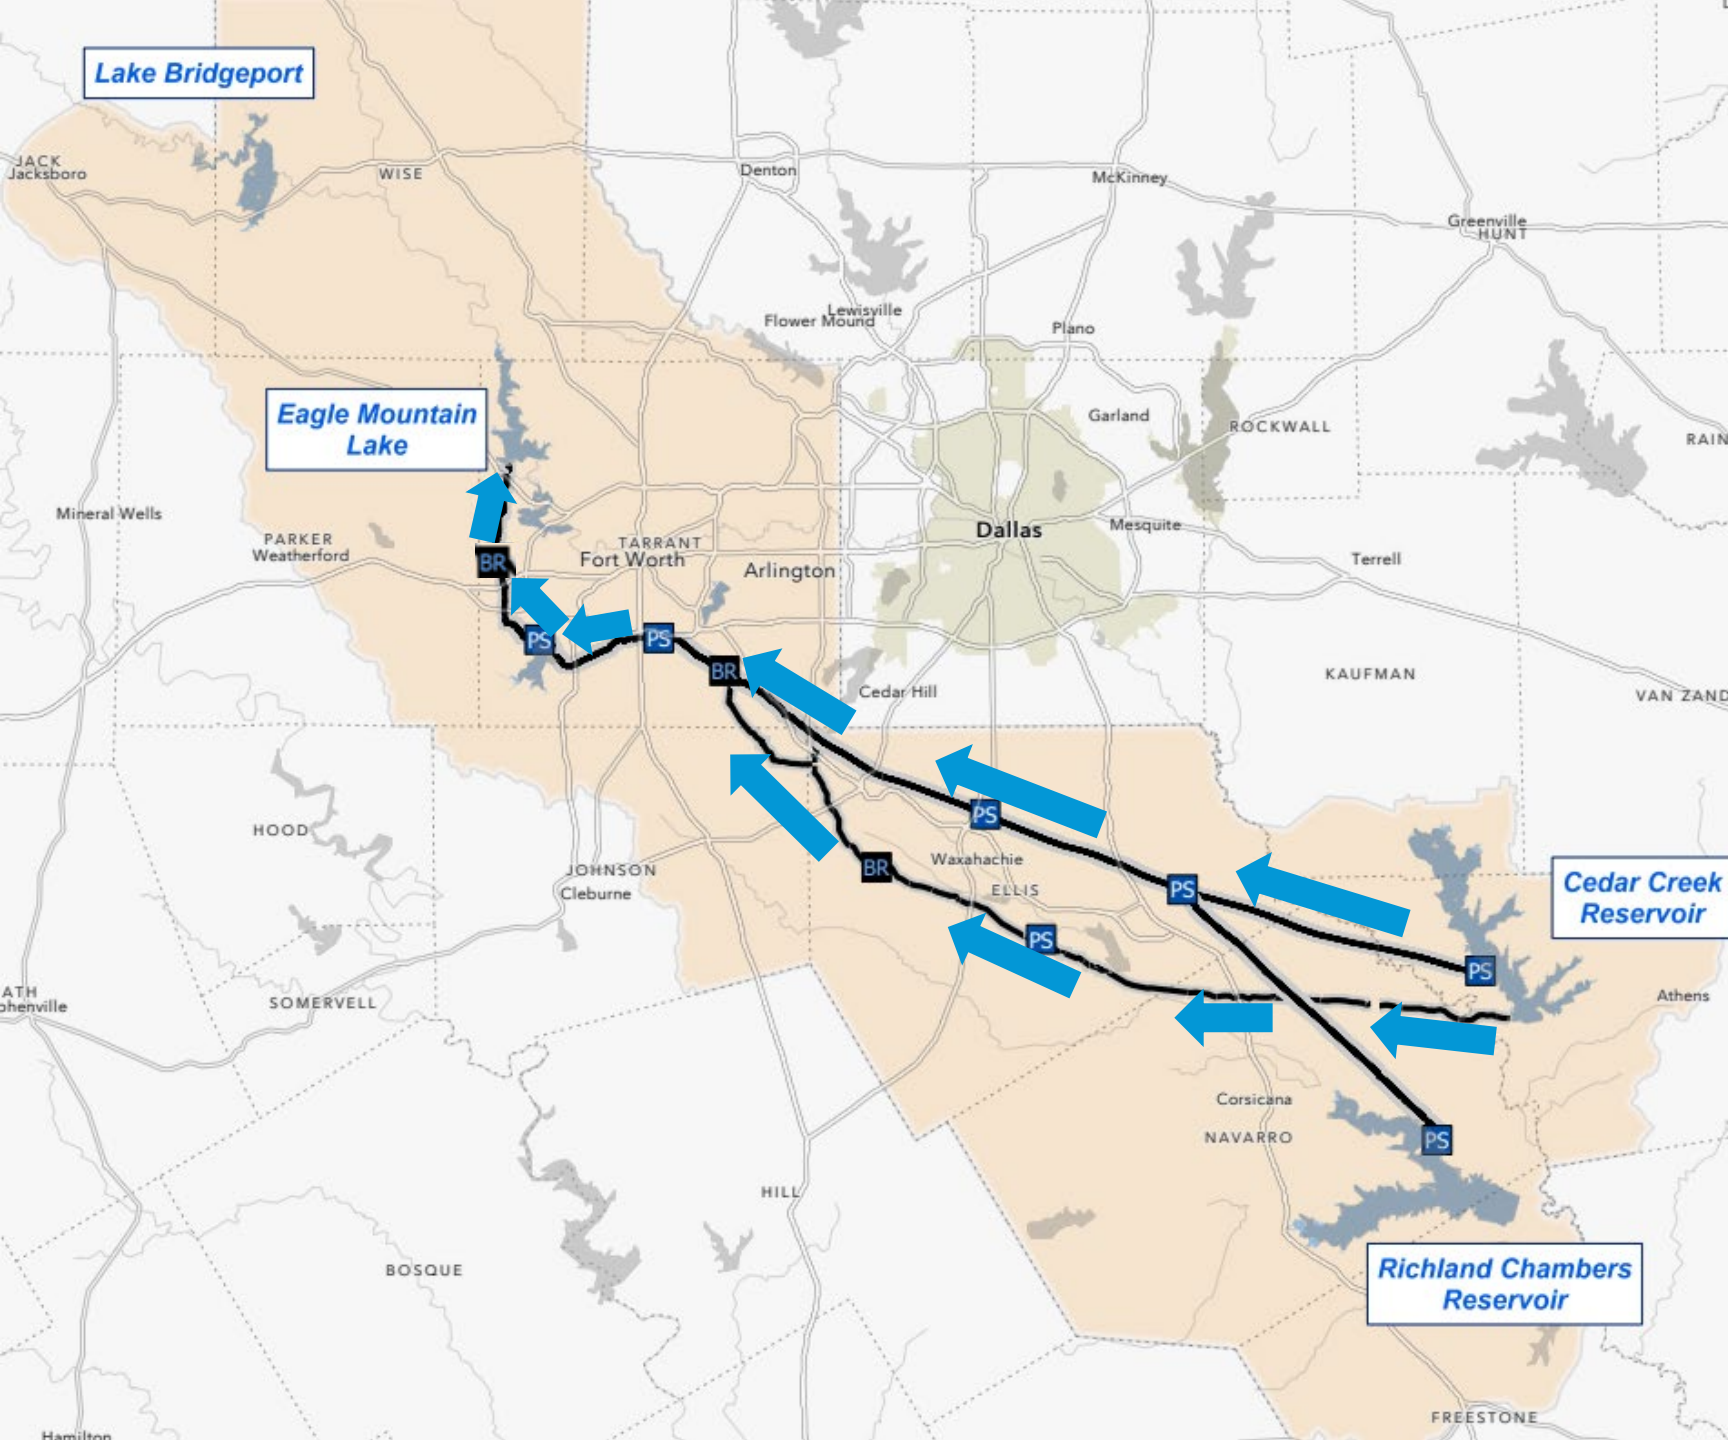 Lake Bridgeport
JACK
Jacksboro
WISE
Denton
McKinney
Greenville
HUNT
Lewisville
Flower Mound
Plano
Eagle Mountain
Lake
Garland
ROCKWALL
RAIN
Mineral Wells
PARKER
Weatherford
TARRANT
Fort Worth
Arlington
Dallas
Mesquite
Terrell
BR
PS
PS
BR
Cedar Hill
KAUFMAN
VAN ZAND
HOOD
PS
JOHNSON
Cleburne
BR
Waxahachie
ELLIS
PS
Cedar Creek
Reservoir
PS
PS
ATH
phenville
SOMERVELL
Athens
Corsicana
NAVARRO
PS
HILL
BOSQUE
Richland Chambers
Reservoir
FREESTONE
Hamilton